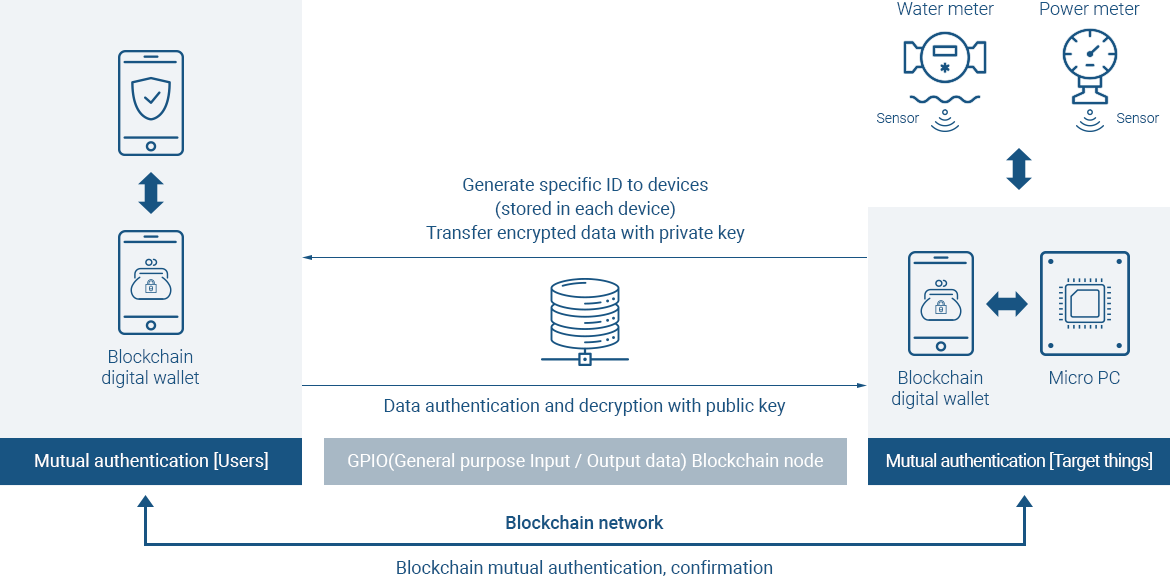 Water meter
Power meter
Sensor
Sensor
Generate specific ID to devices
(stored in each device)
Transfer encrypted data with private key
Blockchain
digital wallet
Data authentication and decryption with public key
Blockchain
digital wallet
Micro PC
Mutual authentication [Users]
GPIO(General purpose Input / Output data) Blockchain node
Mutual authentication [Target things]
Blockchain network
Blockchain mutual authentication, confirmation